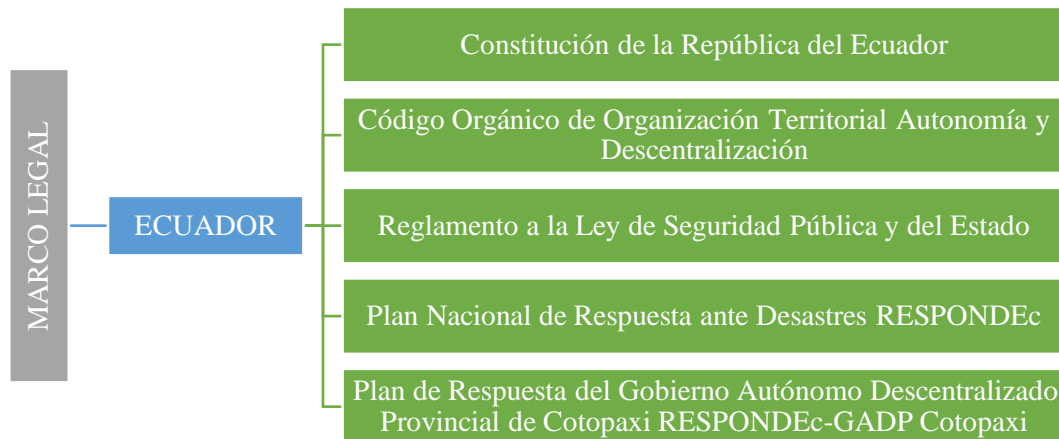 MARCO LEGAL
ECUADOR
Constitución de la República del Ecuador
Código Orgánico de Organización Territorial Autonomía y
Descentralización
Reglamento a la Ley de Seguridad Pública y del Estado
Plan Nacional de Respuesta ante Desastres RESPONDEc
Plan de Respuesta del Gobierno Autónomo Descentralizado
Provincial de Cotopaxi RESPONDEc-GADP Cotopaxi